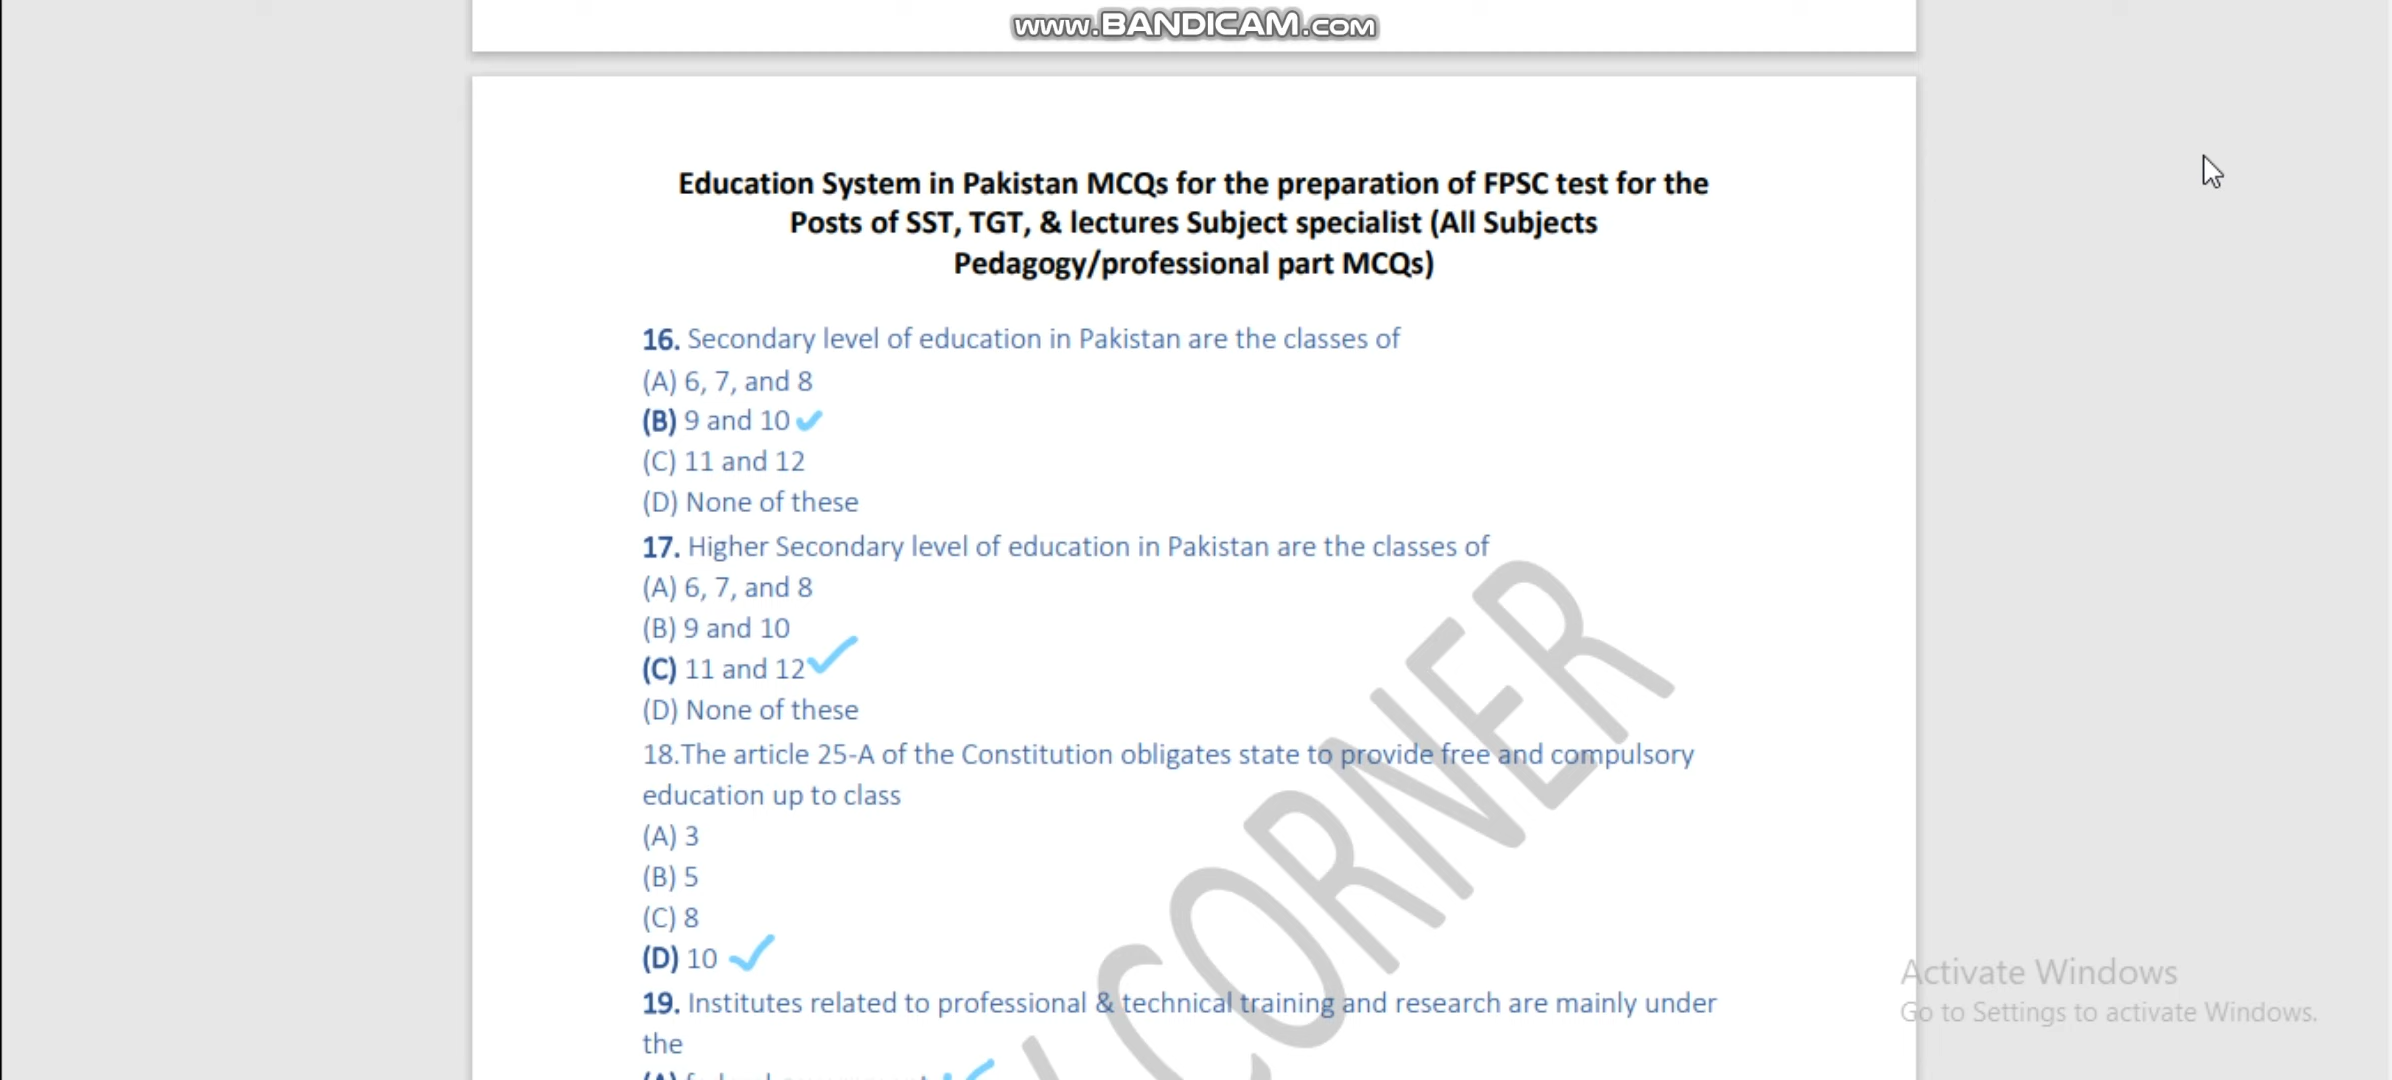 www.BANDICAM.com
Education System in Pakistan MCQs for the preparation of FPSC test for the
Posts of SST, TGT, & lectures Subject specialist (All Subjects
Pedagogy/professional part MCQs)
16. Secondary level of education in Pakistan are the classes of
(A) 6, 7, and 8
(B) 9 and 10
(C) 11 and 12
(D) None of these
17. Higher Secondary level of education in Pakistan are the classes of
(A) 6, 7, and 8
(B) 9 and 10
(C) 11 and 12
(D) None of these
18.The article 25-A of the Constitution obligates state to provide free and compulsory
education up to class
(A) 3
(B) 5
(C) 8
(D) 10
19. Institutes related to professional & technical training and research are mainly under
the
CORNER
Activate Windows
Go to Settings to activate Windows.